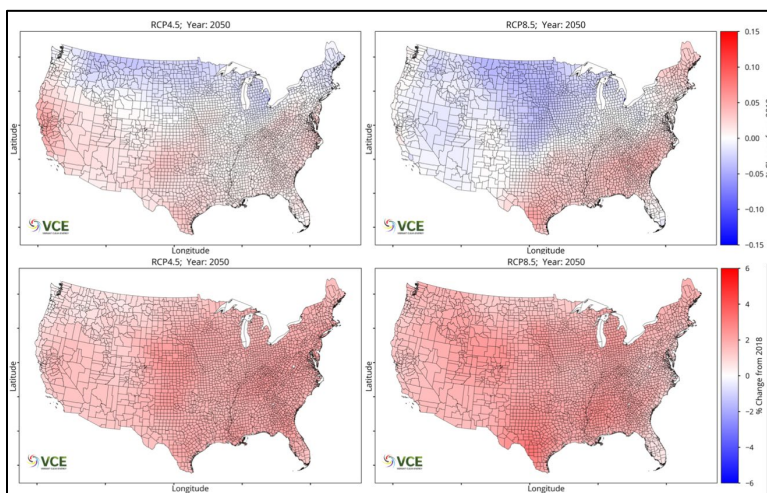 RCP4.5; Year: 2050
RCP8.5; Year: 2050
Latitude
Latitude
0.15
0.10
0.05
0.00
−0.05
−0.10
−0.15
VCE
VCE
Longitude
Longitude
RCP4.5; Year: 2050
RCP8.5; Year: 2050
Latitude
Latitude
6
4
2
0
−2
−4
−6
% Change from 2018
VCE
VCE
Longitude
Longitude